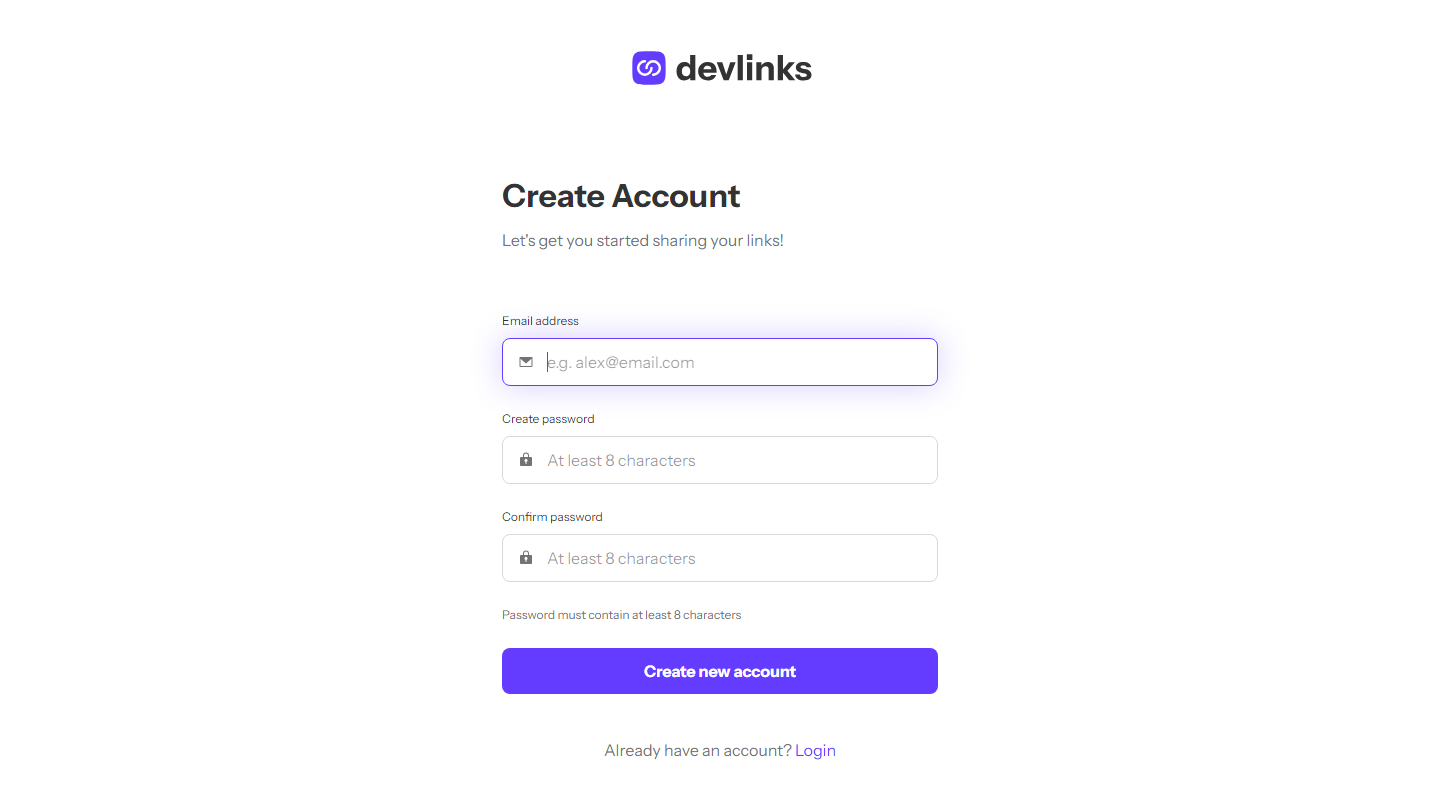 devlinks
Create Account
Let's get you started sharing your links!
Email address
e.g. alex@email.com
Create password
At least 8 characters
Confirm password
At least 8 characters
Password must contain at least 8 characters
Create new account
Already have an account? Login